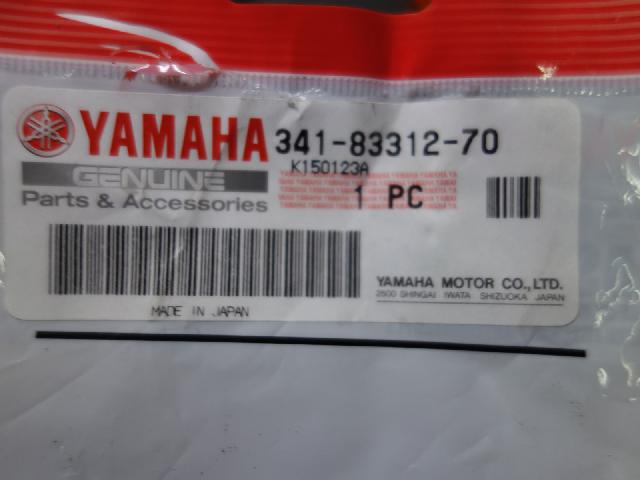 YAMAHA 341-83312-70
K150123A
GENUINE
Parts & Accessories 1 PC
YAMAHA MOTOR CO.,LTD.
2500 SHINGAI IWATA SHIZUOKA JAPAN
MADE IN JAPAN